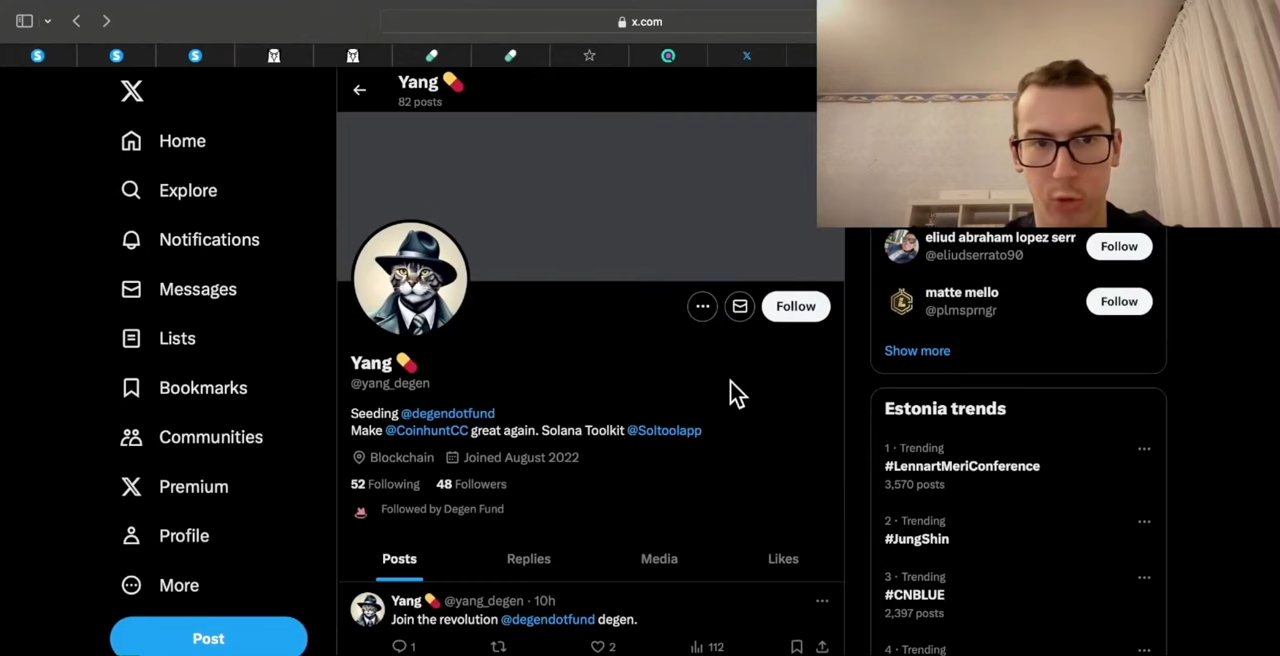 x.com
Yang
82 posts
Home
Explore
Notifications
Messages
Lists
Bookmarks
Communities
Premium
Profile
More
Post
Follow
Yang
@yang_degen
Seeding @degendotfund
Make @CoinhuntCC great again. Solana Toolkit @Soltoolapp
Blockchain Joined August 2022
52 Following 48 Followers
Followed by Degen Fund
Posts Replies Media Likes
Yang @yang_degen · 10h
Join the revolution @degendotfund degen.
1 2 112
eliud abraham lopez serr
@eliudserrato90
Follow
matte mello
@plmsprngr
Follow
Show more
Estonia trends
1 · Trending
#LennartMeriConference
3,570 posts
2 · Trending
#JungShin
3 · Trending
#CNBLUE
2,397 posts
4 · Trending